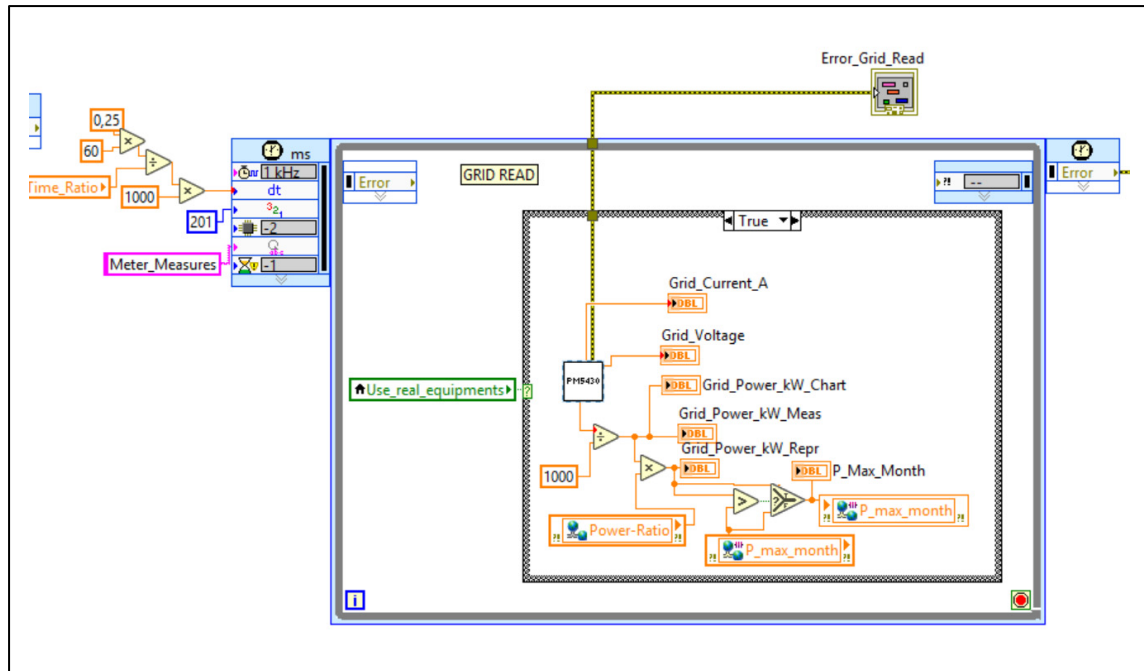 Error_Grid_Read
0,25
60
Time_Ratio
1000
201
Meter_Measures
ms
1 kHz
dt
-2
-1
Error
GRID READ
--
Error
True
Grid_Current_A
DBL
Grid_Voltage
DBL
PM5430
Use_real_equipments
?
DBL
Grid_Power_kW_Chart
Grid_Power_kW_Meas
DBL
Grid_Power_kW_Repr
DBL
1000
DBL
P_Max_Month
P_max_month
Power-Ratio
P_max_month
i